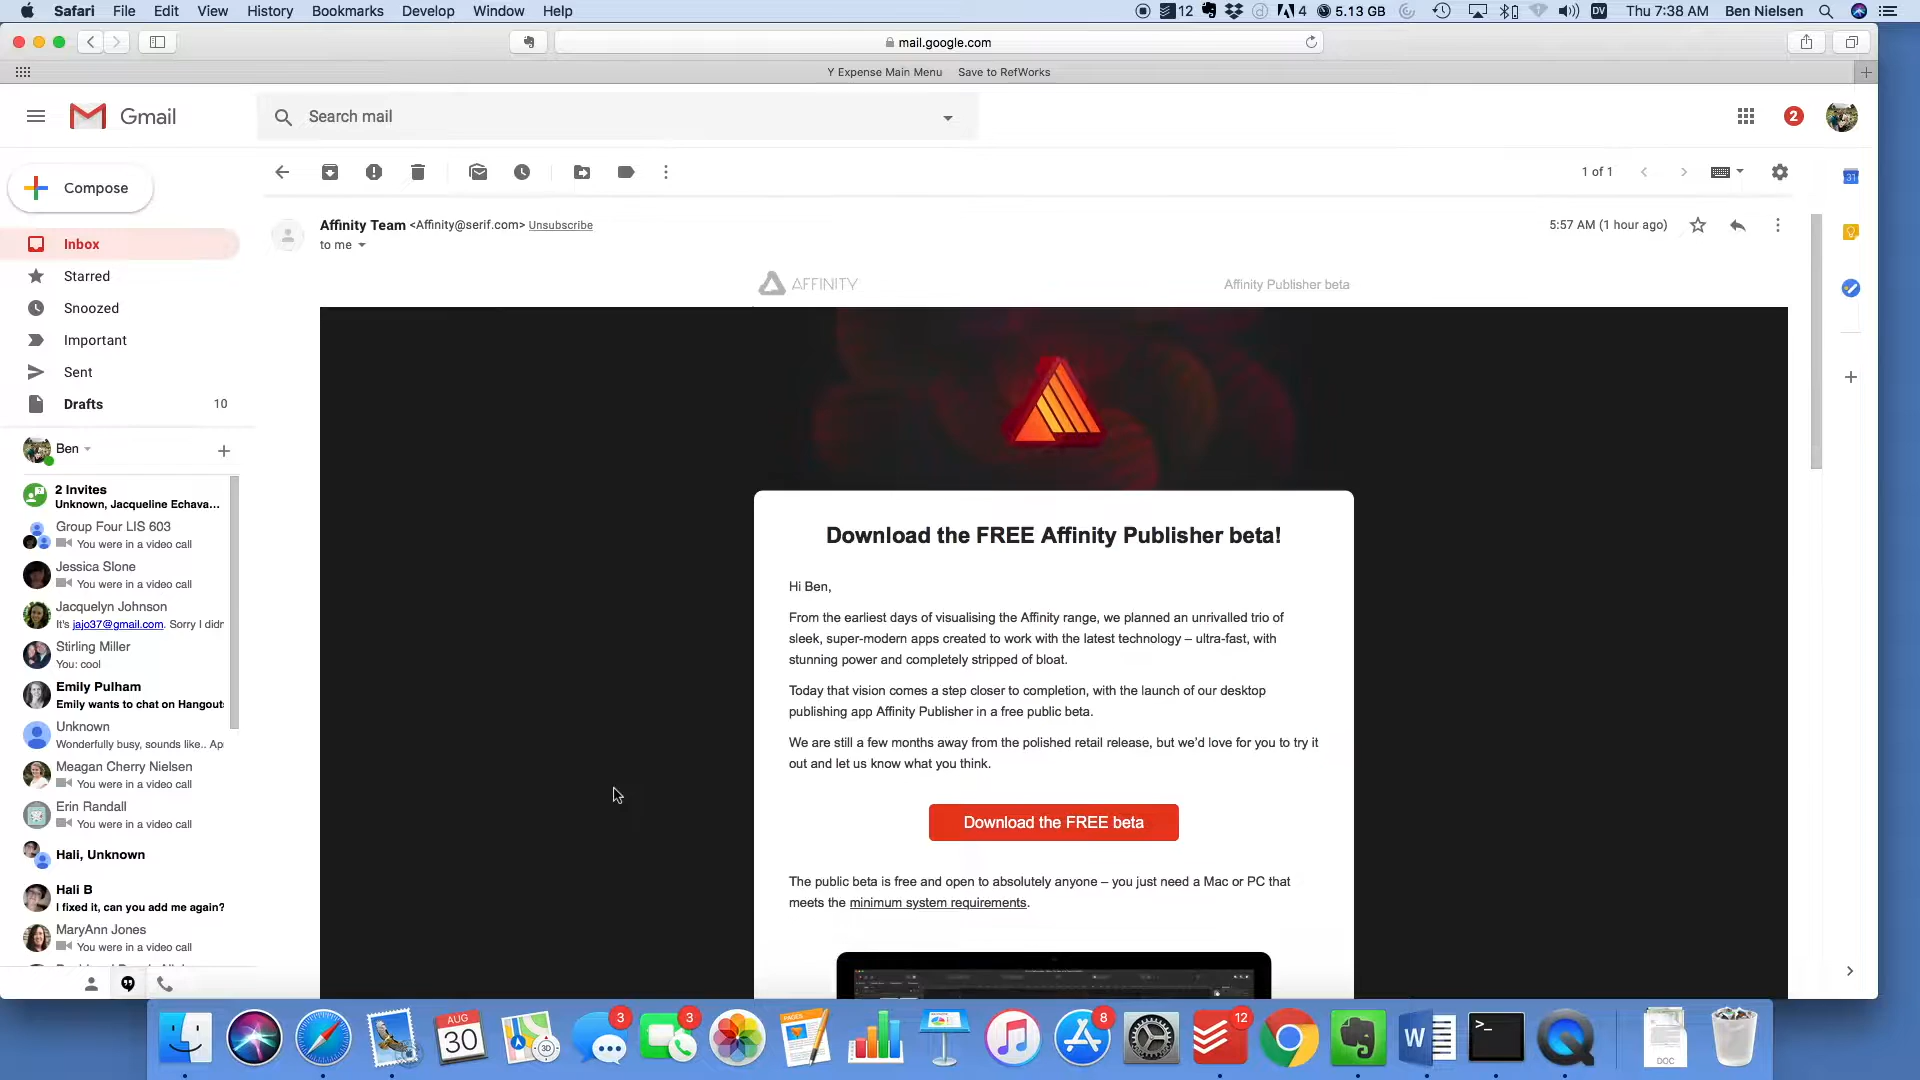 Safari File Edit View History Bookmarks Develop Window Help 12 4 5.13 GB DV Thu 7:38 AM Ben Nielsen
mail.google.com
Y Expense Main Menu Save to RefWorks
Gmail
Search mail
2
Compose
1 of 1
31
Affinity Team <Affinity@serif.com> Unsubscribe
5:57 AM (1 hour ago)
to me
Inbox
Starred
Snoozed
Important
Sent
Drafts 10
AFFINITY
Affinity Publisher beta
Ben
2 Invites
Unknown, Jacqueline Echava...
Group Four LIS 603
You were in a video call
Jessica Slone
You were in a video call
Jacquelyn Johnson
It's jajo37@gmail.com. Sorry I didn
Stirling Miller
You: cool
Emily Pulham
Emily wants to chat on Hangout
Unknown
Wonderfully busy, sounds like.. Ap
Meagan Cherry Nielsen
You were in a video call
Erin Randall
You were in a video call
Hali, Unknown
Hali B
I fixed it, can you add me again?
MaryAnn Jones
You were in a video call
Download the FREE Affinity Publisher beta!
Hi Ben,
From the earliest days of visualising the Affinity range, we planned an unrivalled trio of
sleek, super-modern apps created to work with the latest technology – ultra-fast, with
stunning power and completely stripped of bloat.
Today that vision comes a step closer to completion, with the launch of our desktop
publishing app Affinity Publisher in a free public beta.
We are still a few months away from the polished retail release, but we'd love for you to try it
out and let us know what you think.
Download the FREE beta
The public beta is free and open to absolutely anyone – you just need a Mac or PC that
meets the minimum system requirements.
AUG
30
3D
3
3
PAGES
8
12
W
>_
DOC